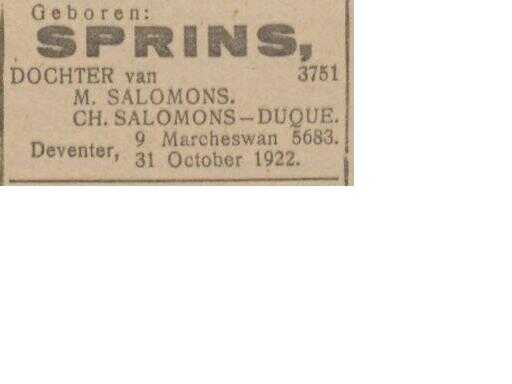 Geboren:
SPRINS,
DOCHTER van 3751
M. SALOMONS.
CH. SALOMONS—DUQUE.
Deventer, 9 Marcheswan 5683.
31 October 1922.